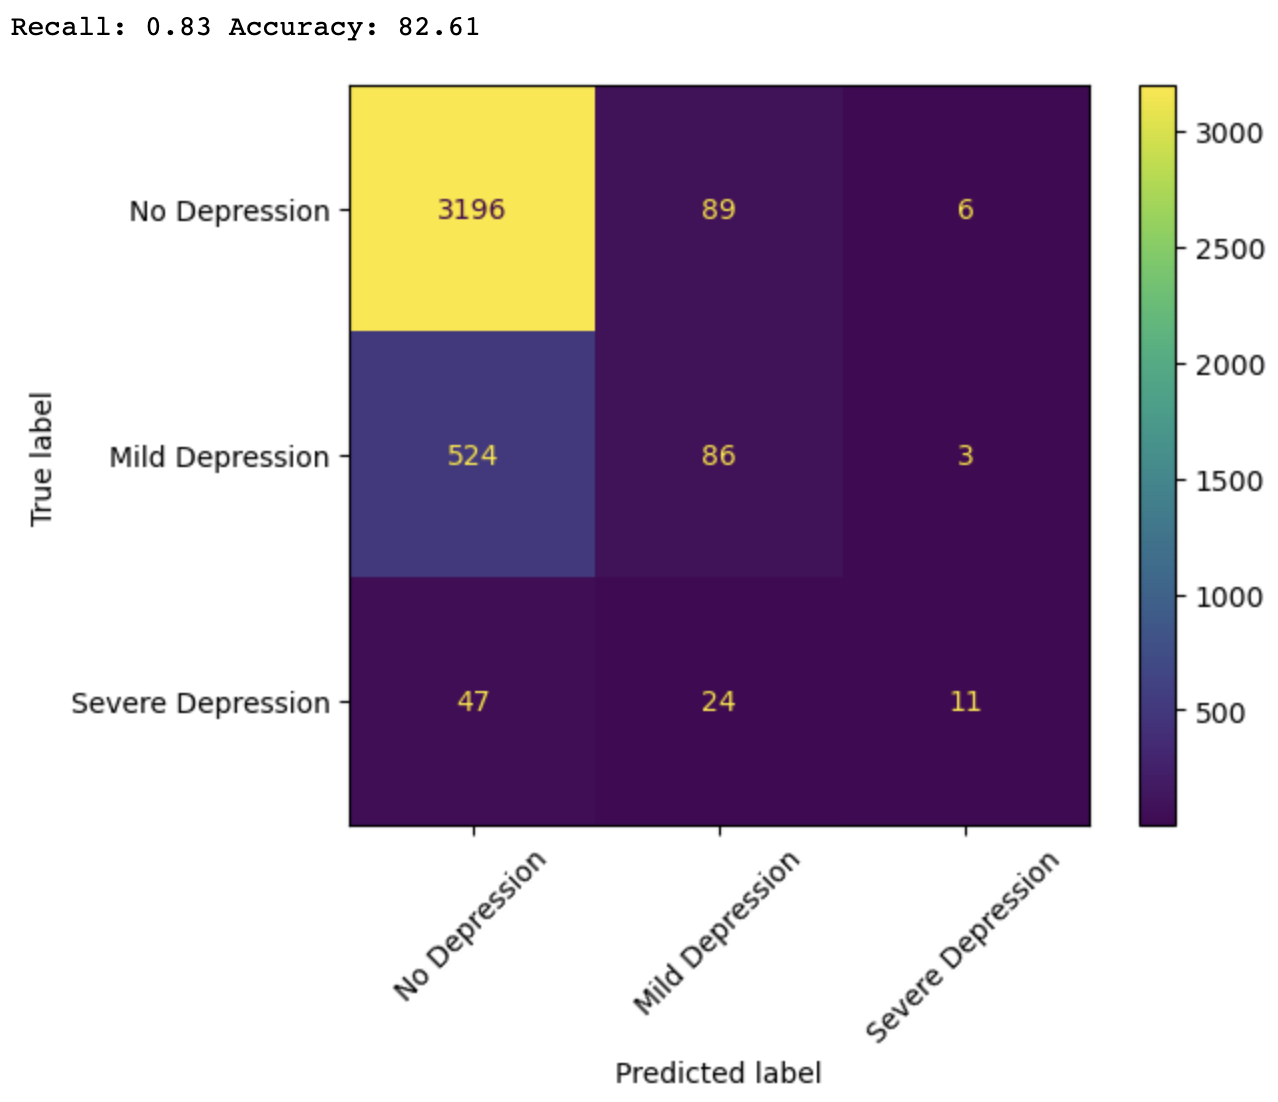 Recall: 0.83 Accuracy: 82.61
3000
No Depression 3196 89 6
2500
2000
True label
Mild Depression 524 86 3
1500
1000
Severe Depression 47 24 11
500
No Depression
Mild Depression
Severe Depression
Predicted label